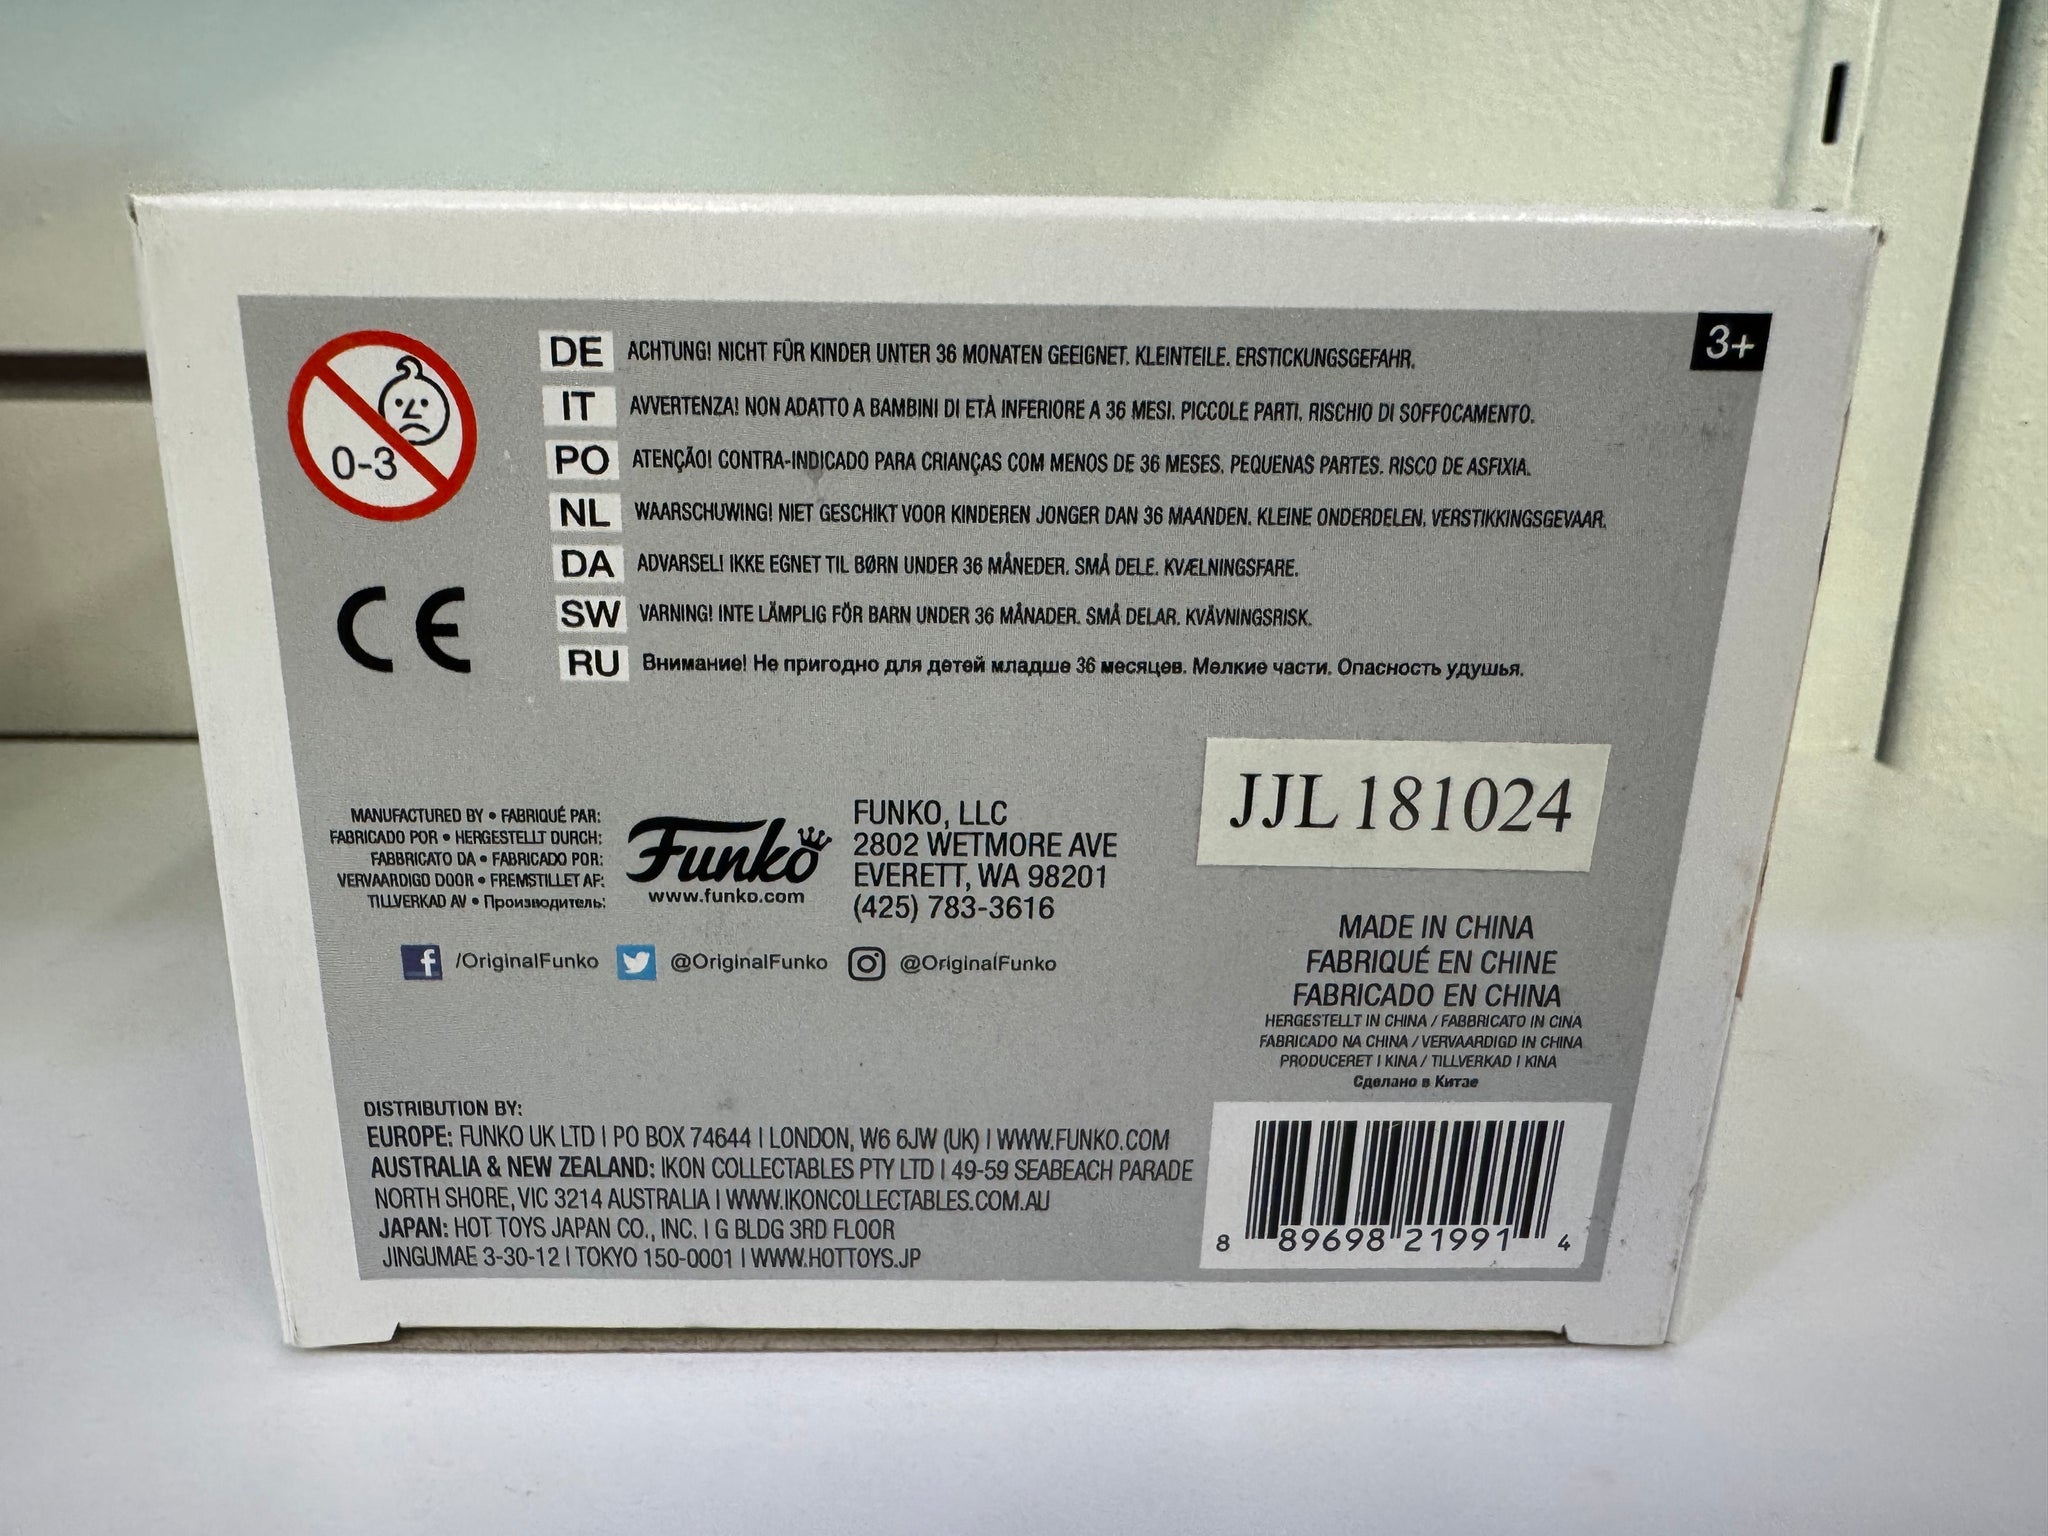 0-3
3+
DE ACHTUNG! NICHT FÜR KINDER UNTER 36 MONATEN GEEIGNET. KLEINTEILE. ERSTICKUNGSGEFAHR.
IT AVVERTENZA! NON ADATTO A BAMBINI DI ETÀ INFERIORE A 36 MESI. PICCOLE PARTI. RISCHIO DI SOFFOCAMENTO.
PO ATENÇÃO! CONTRA-INDICADO PARA CRIANÇAS COM MENOS DE 36 MESES. PEQUENAS PARTES. RISCO DE ASFIXIA.
NL WAARSCHUWING! NIET GESCHIKT VOOR KINDEREN JONGER DAN 36 MAANDEN. KLEINE ONDERDELEN. VERSTIKKINGSGEVAAR.
DA ADVARSEL! IKKE EGNET TIL BØRN UNDER 36 MÅNEDER. SMÅ DELE. KVÆLNINGSFARE.
SW VARNING! INTE LÄMPLIG FÖR BARN UNDER 36 MÅNADER. SMÅ DELAR. KVÄVNINGSRISK.
RU Внимание! Не пригодно для детей младше 36 месяцев. Мелкие части. Опасность удушья.
CE
MANUFACTURED BY • FABRIQUÉ PAR:
FABRICADO POR • HERGESTELLT DURCH:
FABBRICATO DA • FABRICADO POR:
VERVAARDIGD DOOR • FREMSTILLET AF:
TILLVERKAD AV • Производитель:
Funko
www.funko.com
FUNKO, LLC
2802 WETMORE AVE
EVERETT, WA 98201
(425) 783-3616
/OriginalFunko @OriginalFunko @OriginalFunko
JJL 181024
MADE IN CHINA
FABRIQUÉ EN CHINE
FABRICADO EN CHINA
HERGESTELLT IN CHINA / FABBRICATO IN CINA
FABRICADO NA CHINA / VERVAARDIGD IN CHINA
PRODUCERET I KINA / TILLVERKAD I KINA
Сделано в Китае
DISTRIBUTION BY:
EUROPE: FUNKO UK LTD | PO BOX 74644 | LONDON, W6 6JW (UK) | WWW.FUNKO.COM
AUSTRALIA & NEW ZEALAND: IKON COLLECTABLES PTY LTD | 49-59 SEABEACH PARADE
NORTH SHORE, VIC 3214 AUSTRALIA | WWW.IKONCOLLECTABLES.COM.AU
JAPAN: HOT TOYS JAPAN CO., INC. | G BLDG 3RD FLOOR
JINGUMAE 3-30-12 | TOKYO 150-0001 | WWW.HOTTOYS.JP
8 89698 21991 4